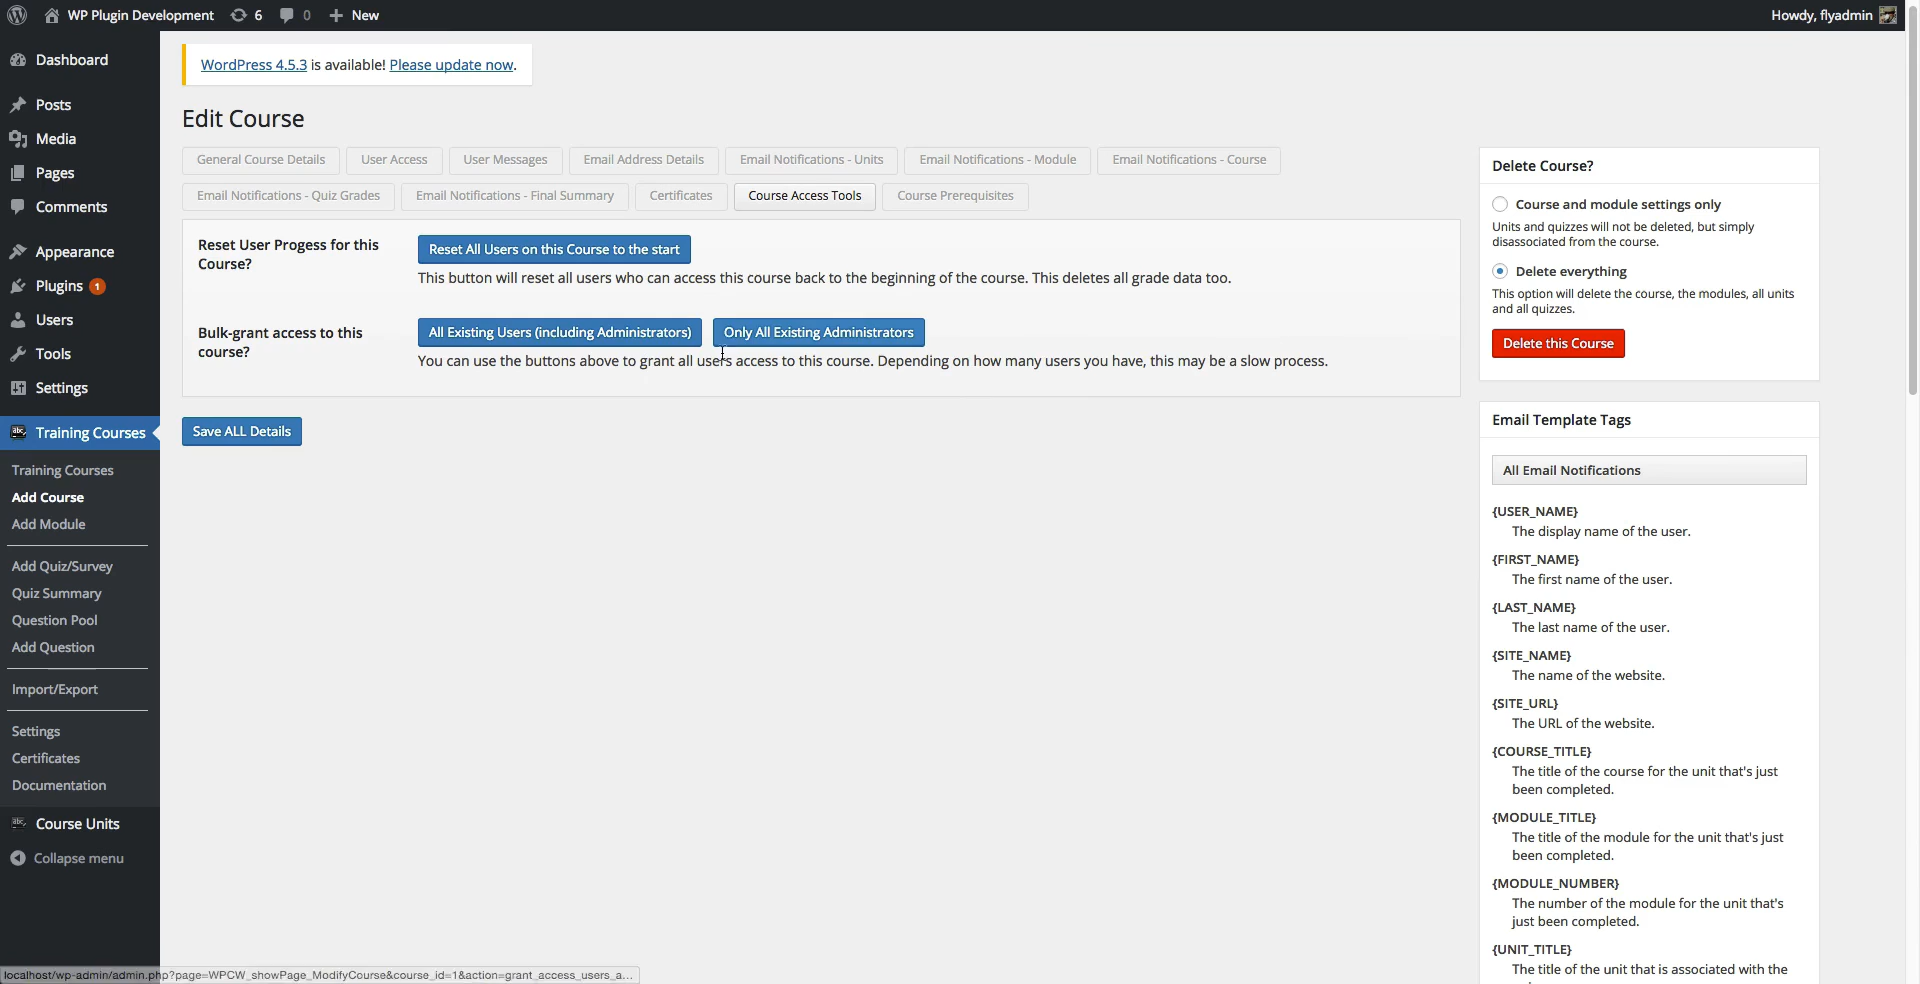 WP Plugin Development 6 0 New Howdy, flyadmin
Dashboard
Posts
Media
Pages
Comments
Appearance
Plugins 1
Users
Tools
Settings
Training Courses
Training Courses
Add Course
Add Module
Add Quiz/Survey
Quiz Summary
Question Pool
Add Question
Import/Export
Settings
Certificates
Documentation
Course Units
Collapse menu
WordPress 4.5.3 is available! Please update now.
Edit Course
General Course Details User Access User Messages Email Address Details Email Notifications - Units Email Notifications - Module Email Notifications - Course
Email Notifications - Quiz Grades Email Notifications - Final Summary Certificates Course Access Tools Course Prerequisites
Reset User Progess for this
Course?
Reset All Users on this Course to the start
This button will reset all users who can access this course back to the beginning of the course. This deletes all grade data too.
Bulk-grant access to this
course?
All Existing Users (including Administrators) Only All Existing Administrators
You can use the buttons above to grant all users access to this course. Depending on how many users you have, this may be a slow process.
Save ALL Details
Delete Course?
Course and module settings only
Units and quizzes will not be deleted, but simply
disassociated from the course.
Delete everything
This option will delete the course, the modules, all units
and all quizzes.
Delete this Course
Email Template Tags
All Email Notifications
{USER_NAME}
The display name of the user.
{FIRST_NAME}
The first name of the user.
{LAST_NAME}
The last name of the user.
{SITE_NAME}
The name of the website.
{SITE_URL}
The URL of the website.
{COURSE_TITLE}
The title of the course for the unit that's just
been completed.
{MODULE_TITLE}
The title of the module for the unit that's just
been completed.
{MODULE_NUMBER}
The number of the module for the unit that's
just been completed.
{UNIT_TITLE}
The title of the unit that is associated with the
localhost/wp-admin/admin.php?page=WPCW_showPage_ModifyCourse&course_id=1&action=grant_access_users_a...